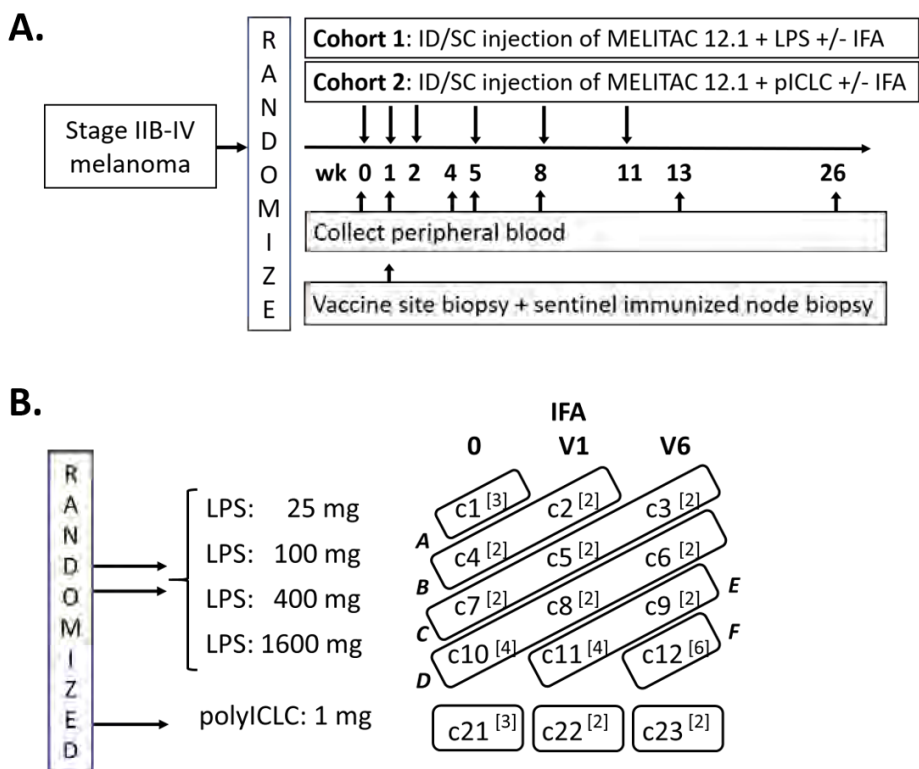 A.
RANDOMIZE
Cohort 1: ID/SC injection of MELITAC 12.1 + LPS +/- IFA
Cohort 2: ID/SC injection of MELITAC 12.1 + pICLC +/- IFA
Stage IIB-IV
melanoma
wk 0 1 2 4 5 8 11 13 26
Collect peripheral blood
Vaccine site biopsy + sentinel immunized node biopsy
B.
RANDOMIZED
IFA
0 V1 V6
LPS: 25 mg
LPS: 100 mg
LPS: 400 mg
LPS: 1600 mg
polyICLC: 1 mg
c1 [3] c2 [2] c3 [2]
A
c4 [2] c5 [2] c6 [2]
B E
c7 [2] c8 [2] c9 [2]
C F
c10 [4] c11 [4] c12 [6]
D
c21 [3] c22 [2] c23 [2]